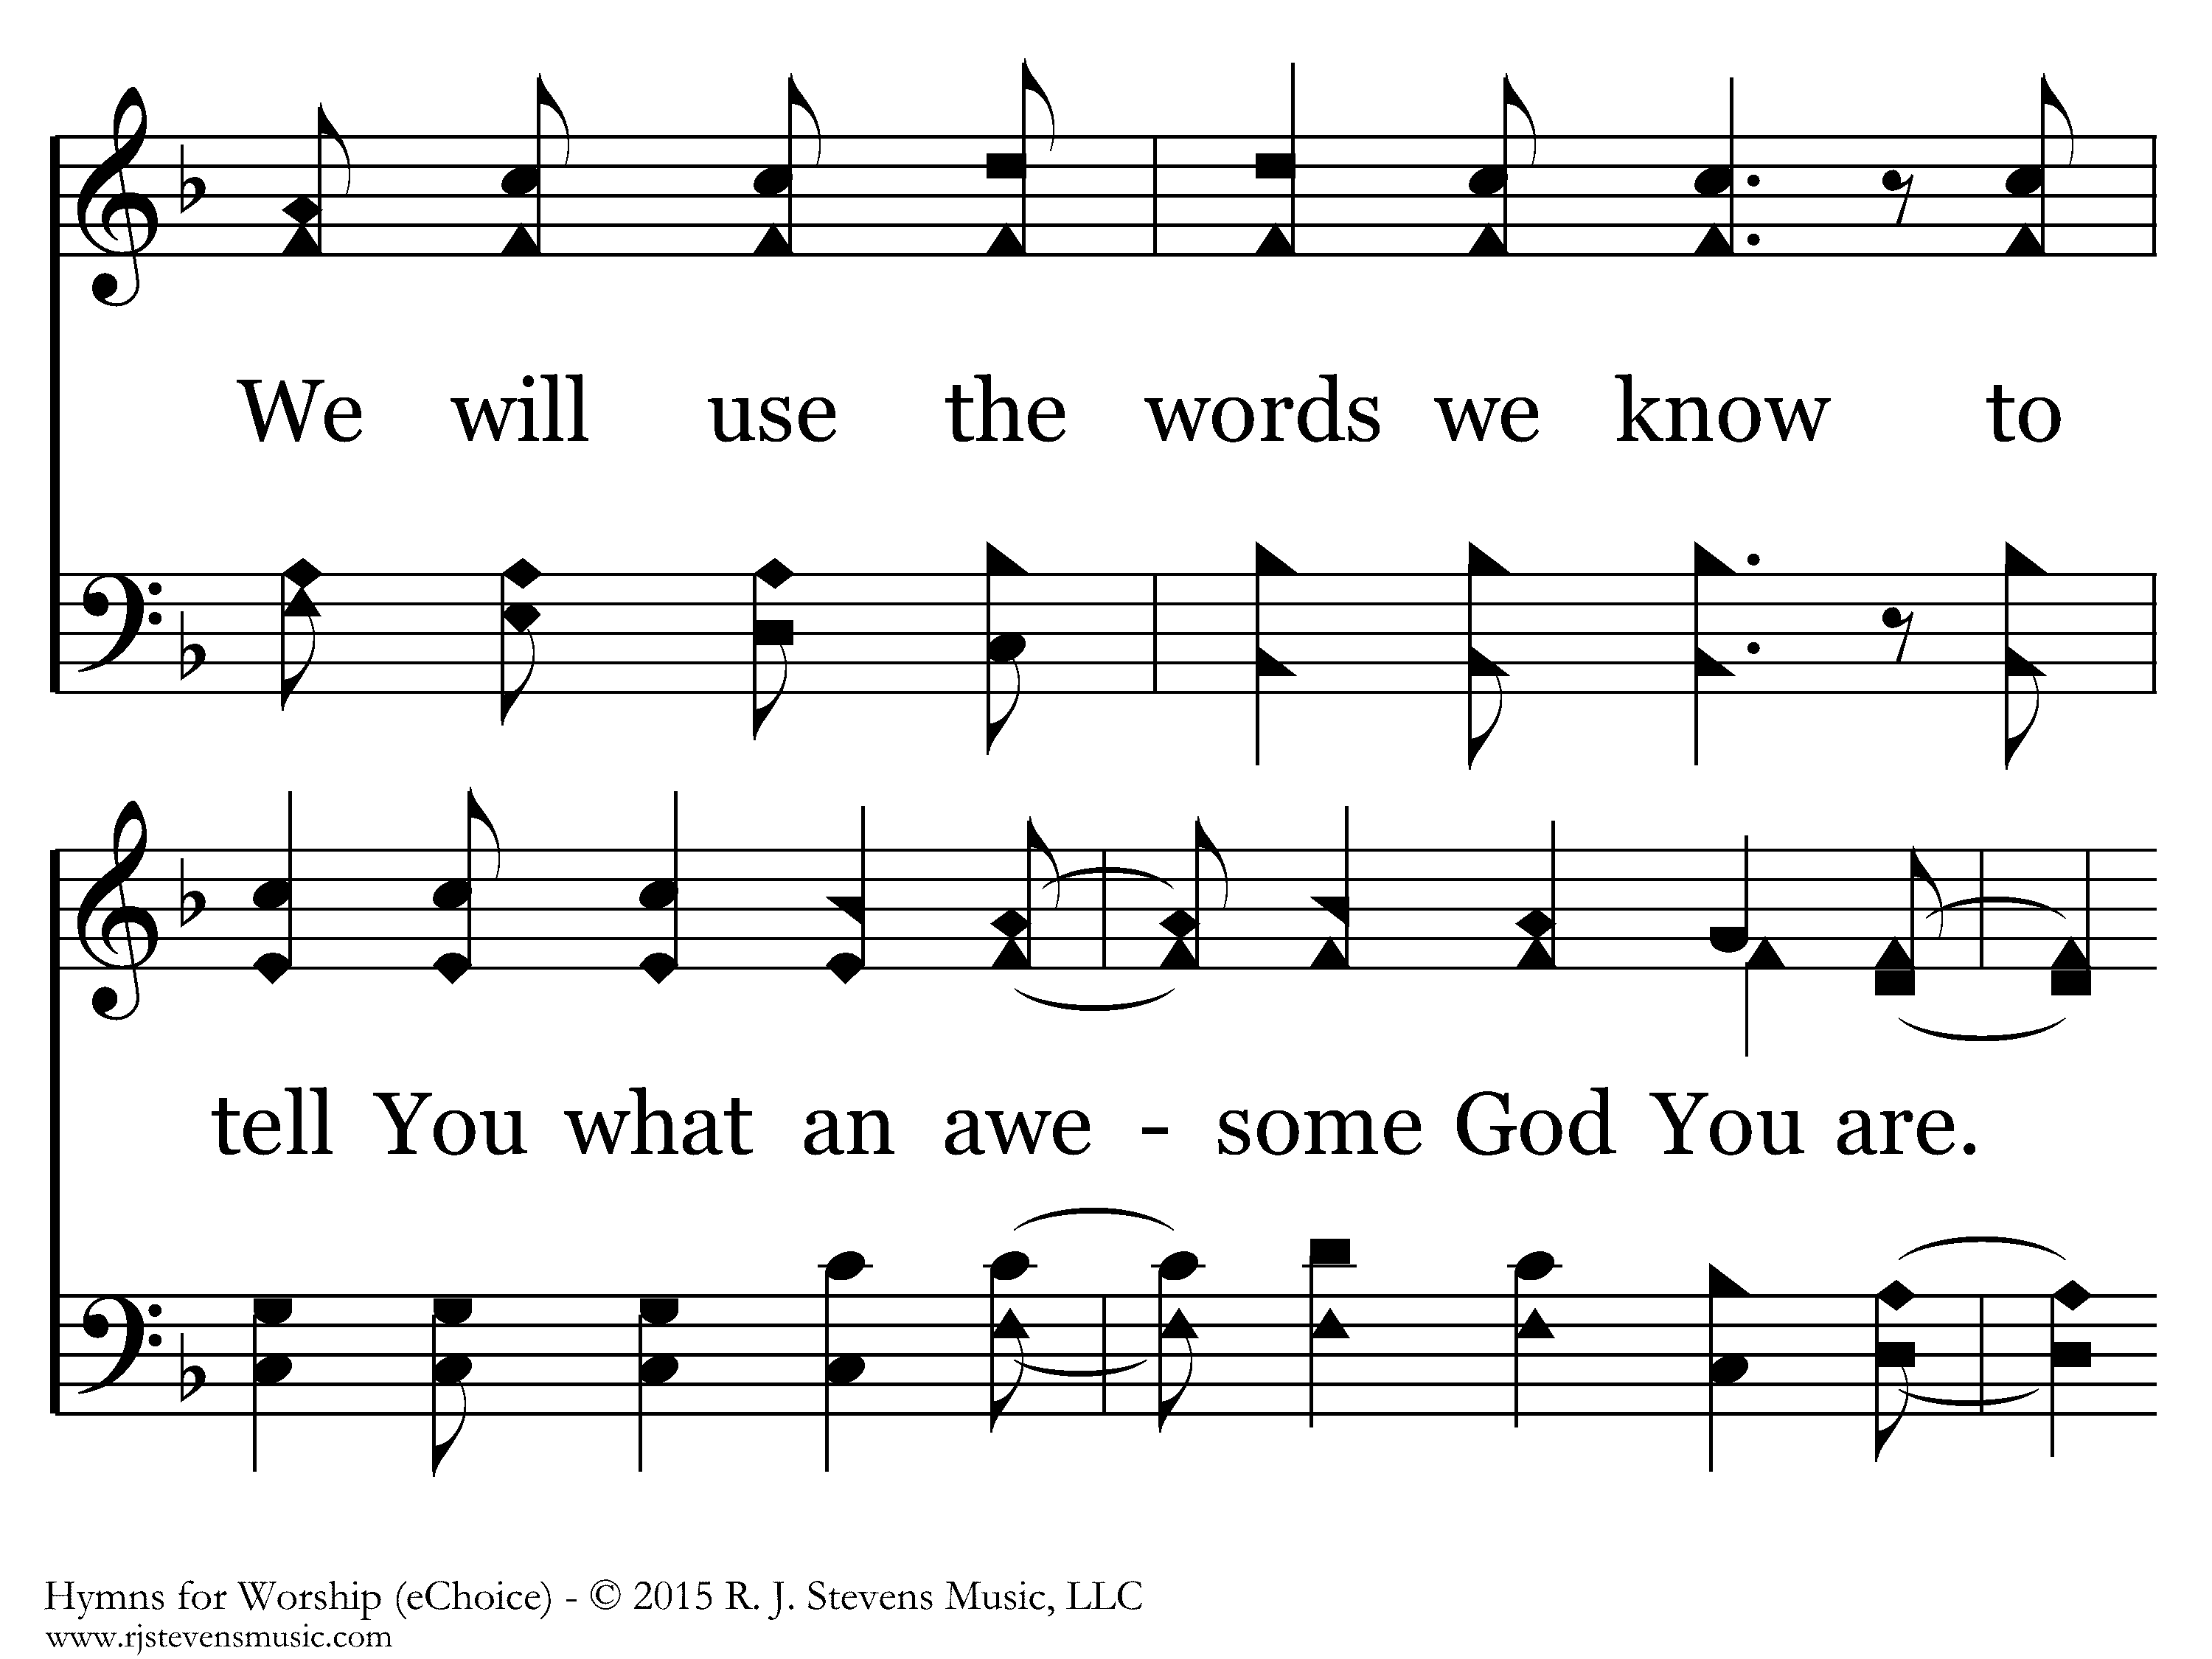 We will use the words we know to
tell You what an awe - some God You are.
Hymns for Worship (eChoice) - © 2015 R. J. Stevens Music, LLC
www.rjstevensmusic.com